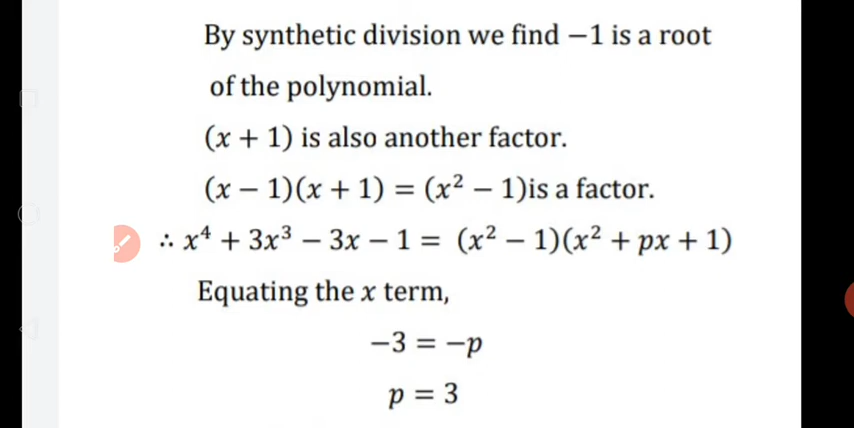 By synthetic division we find −1 is a root
of the polynomial.
(x + 1) is also another factor.
(x − 1)(x + 1) = (x² − 1)is a factor.
∴ x⁴ + 3x³ − 3x − 1 = (x² − 1)(x² + px + 1)
Equating the x term,
−3 = −p
p = 3